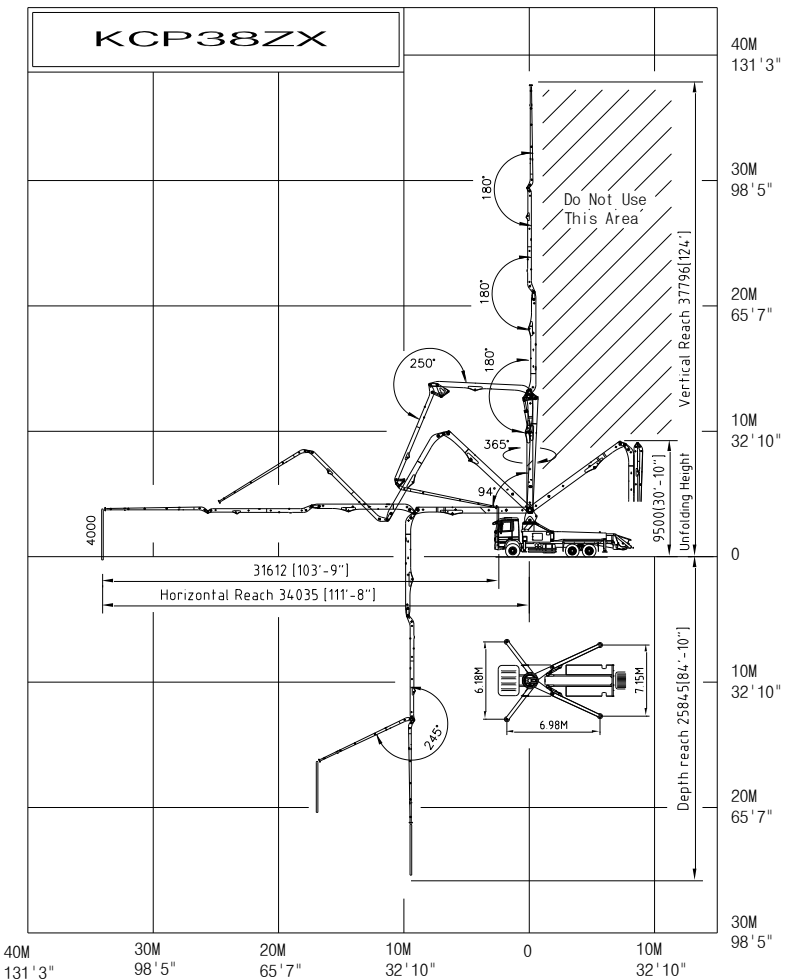 KCP38ZX
40M
131'3"
180°
30M
98'5"
Do Not Use
This Area
Vertical Reach 37796[124']
180°
20M
65'7"
250°
180°
10M
32'10"
365°
94°
9500(30'-10")
Unfolding Height
4000
0
31612 [103'-9"]
Horizontal Reach 34035 [111'-8"]
6.18M
7.15M
6.98M
10M
32'10"
Depth reach 25845[84'-10"]
245°
20M
65'7"
30M
98'5"
40M
131'3"
30M
98'5"
20M
65'7"
10M
32'10"
0
10M
32'10"